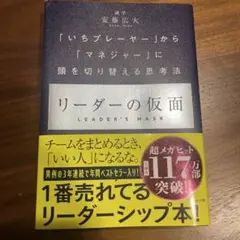 識学
安藤広大
「いちプレーヤー」から
「マネジャー」に
頭を切り替える思考法
リーダーの仮面
LEADER'S MASK
チームをまとめるとき、
「いい人」になるな。
異例の3年連続で年間ベストセラー入り!
超メガヒット
117万部
突破!!
1番売れてる
リーダーシップ本!